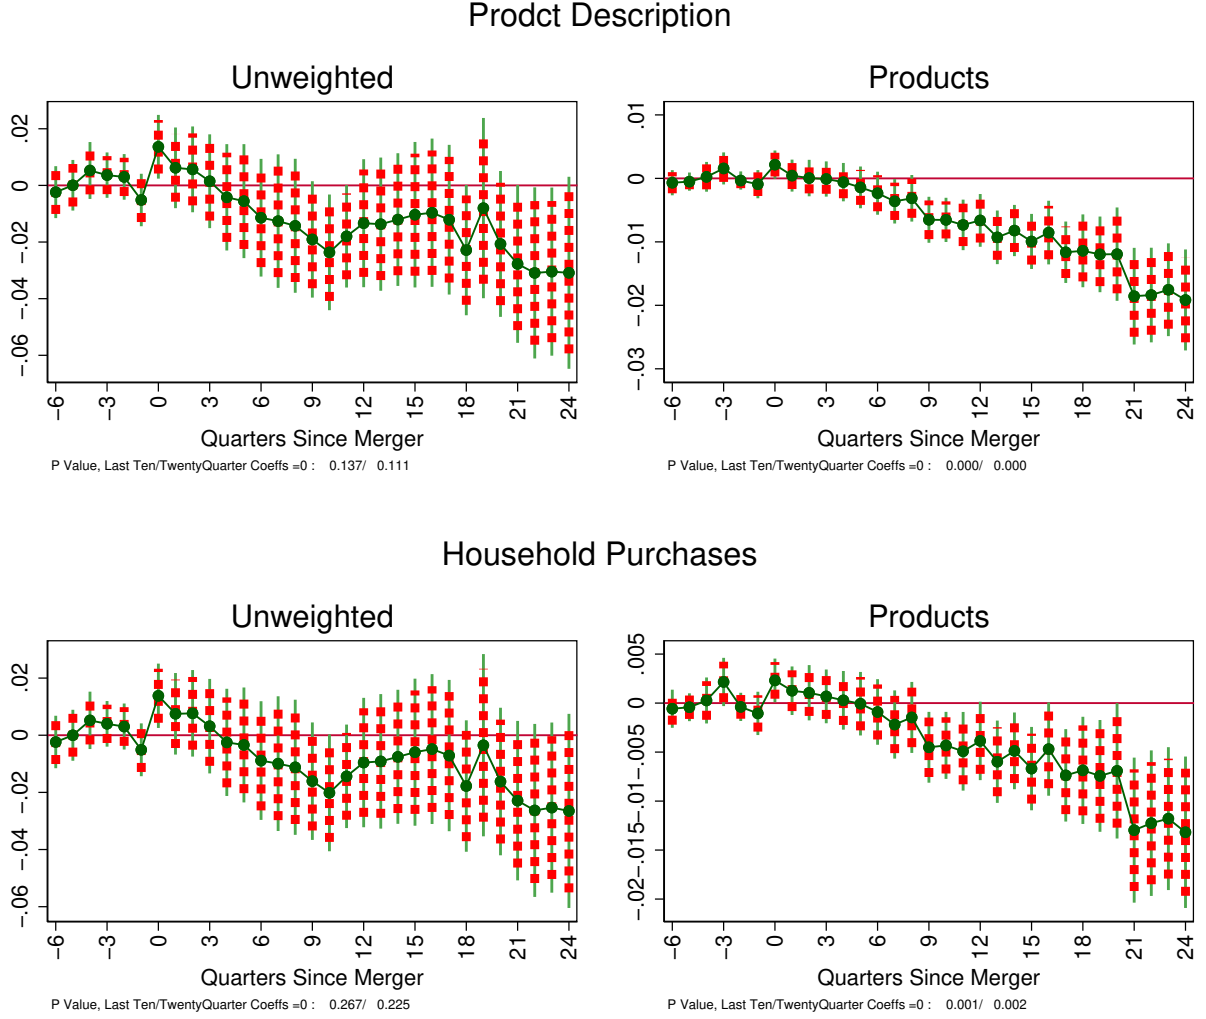 Prodct Description
Unweighted
Products
.02
0
−.02
−.04
−.06
−6 −3 0 3 6 9 12 15 18 21 24
Quarters Since Merger
P Value, Last Ten/TwentyQuarter Coeffs =0 : 0.137/ 0.111
.01
0
−.01
−.02
−.03
−6 −3 0 3 6 9 12 15 18 21 24
Quarters Since Merger
P Value, Last Ten/TwentyQuarter Coeffs =0 : 0.000/ 0.000
Household Purchases
Unweighted
Products
.02
0
−.02
−.04
−.06
−6 −3 0 3 6 9 12 15 18 21 24
Quarters Since Merger
P Value, Last Ten/TwentyQuarter Coeffs =0 : 0.267/ 0.225
.005
0
−.005
−.01
−.015
−.02
−6 −3 0 3 6 9 12 15 18 21 24
Quarters Since Merger
P Value, Last Ten/TwentyQuarter Coeffs =0 : 0.001/ 0.002